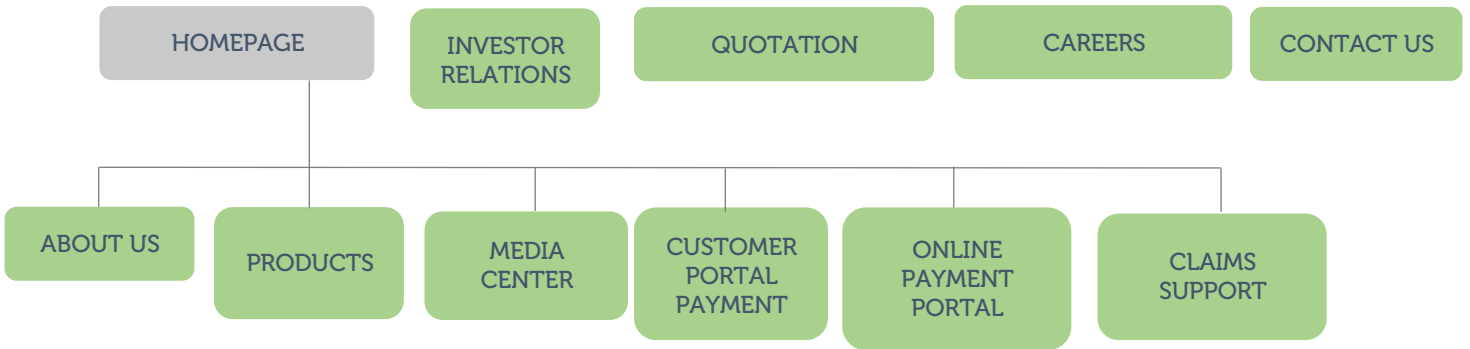 HOMEPAGE
INVESTOR
RELATIONS
QUOTATION
CAREERS
CONTACT US
ABOUT US
PRODUCTS
MEDIA
CENTER
CUSTOMER
PORTAL
PAYMENT
ONLINE
PAYMENT
PORTAL
CLAIMS
SUPPORT